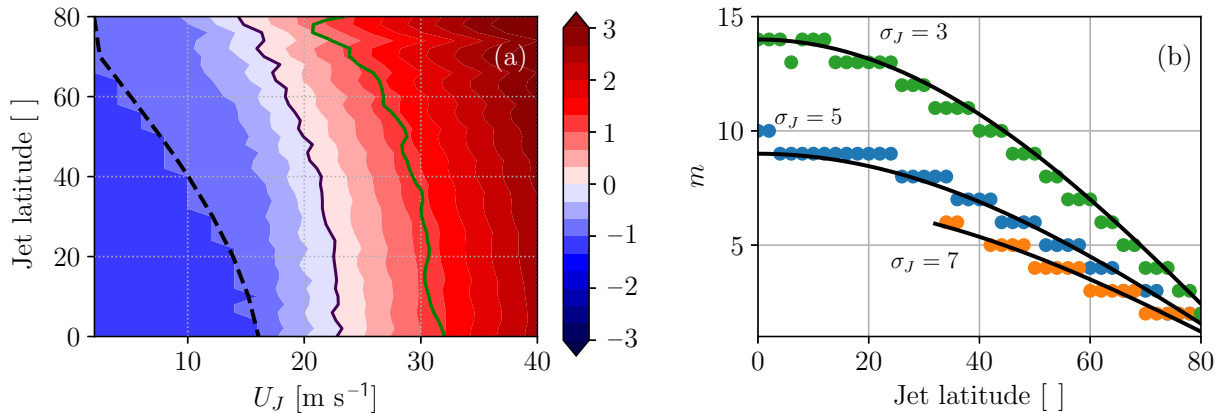 80
60
40
20
0
Jet latitude [ ]
10
20
30
40
U_J [m s⁻¹]
(a)
3
2
1
0
−1
−2
−3
15
10
5
m
0
20
40
60
80
Jet latitude [ ]
(b)
σ_J = 3
σ_J = 5
σ_J = 7